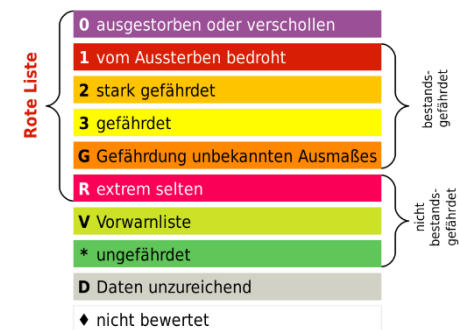 Rote Liste
0 ausgestorben oder verschollen
1 vom Aussterben bedroht
2 stark gefährdet
3 gefährdet
G Gefährdung unbekannten Ausmaßes
R extrem selten
V Vorwarnliste
* ungefährdet
D Daten unzureichend
♦ nicht bewertet
bestands-
gefährdet
nicht
bestands-
gefährdet